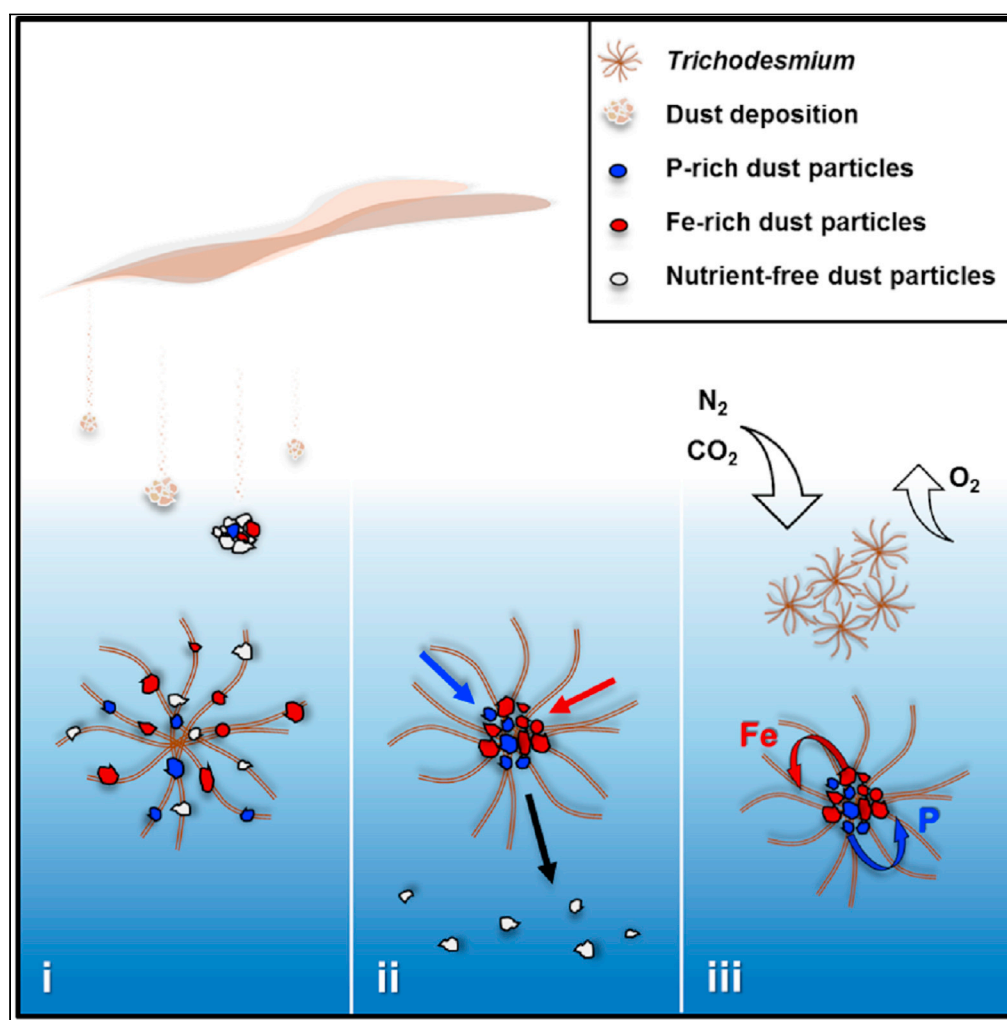 Trichodesmium
Dust deposition
P-rich dust particles
Fe-rich dust particles
Nutrient-free dust particles
N₂
CO₂
O₂
Fe
P
i
ii
iii